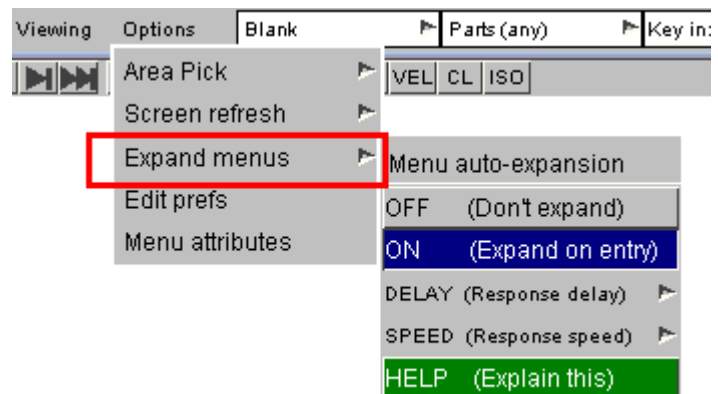 Viewing Options Blank Parts (any) Key in:
VEL CL ISO
Area Pick
Screen refresh
Expand menus
Edit prefs
Menu attributes
Menu auto-expansion
OFF (Don't expand)
ON (Expand on entry)
DELAY (Response delay)
SPEED (Response speed)
HELP (Explain this)